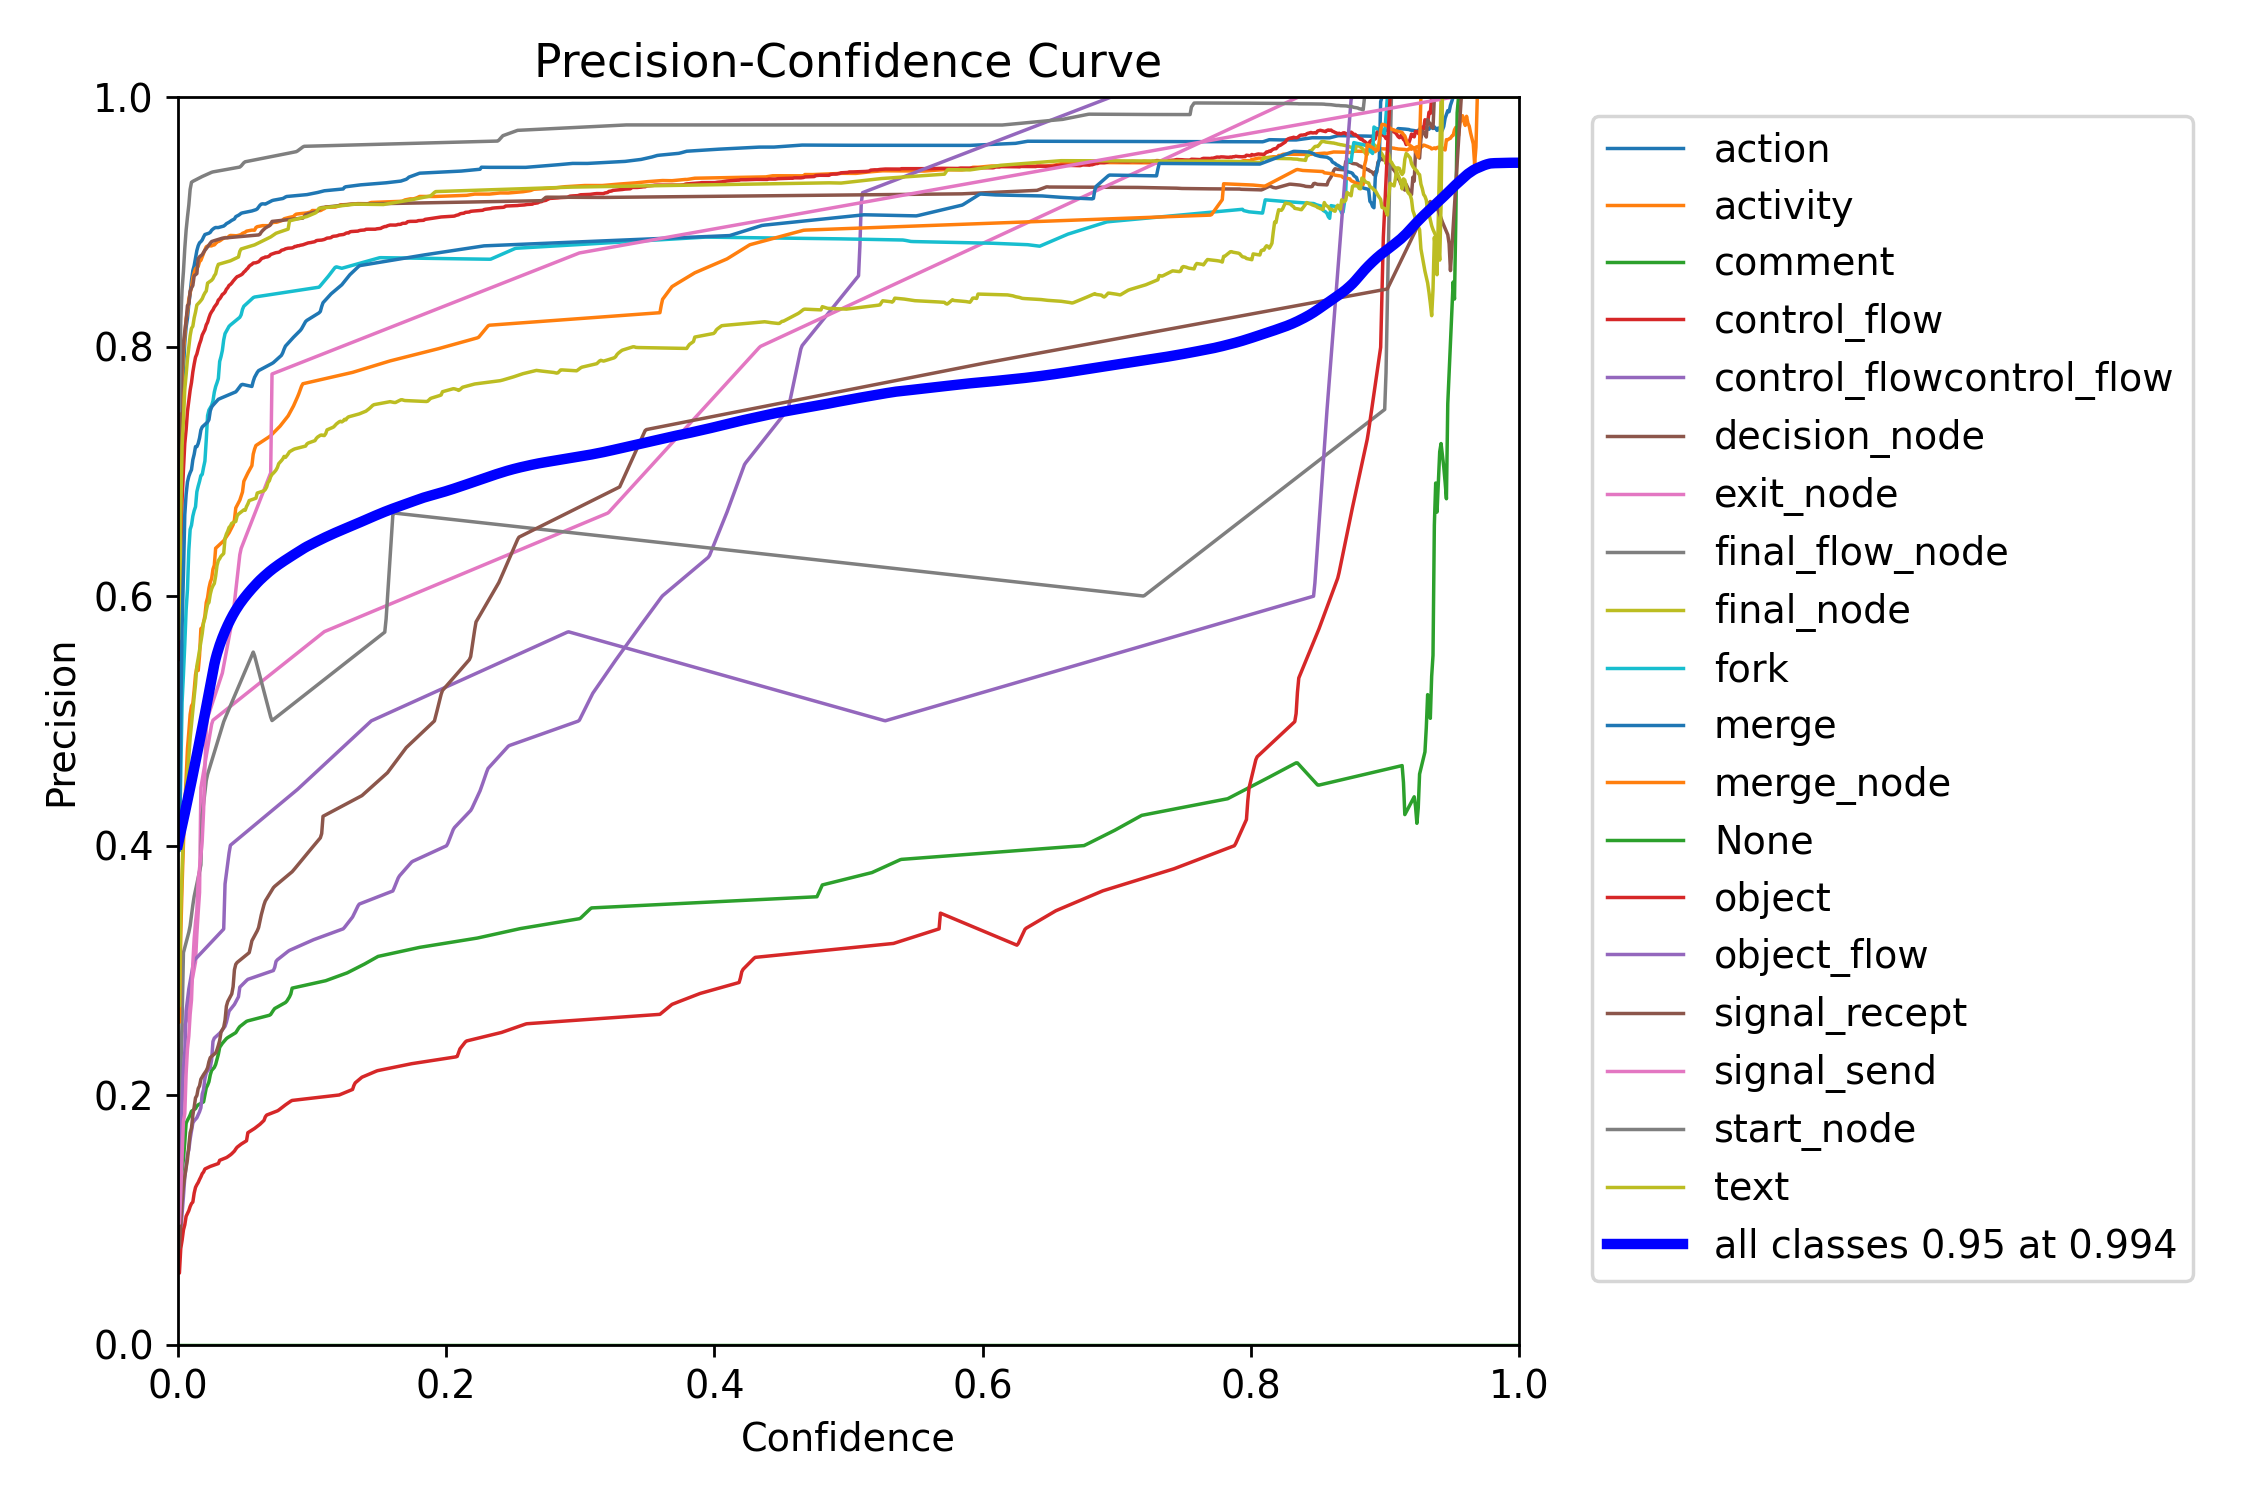 Precision-Confidence Curve
1.0
0.8
0.6
0.4
0.2
0.0
Precision
0.0 0.2 0.4 0.6 0.8 1.0
Confidence
action
activity
comment
control_flow
control_flowcontrol_flow
decision_node
exit_node
final_flow_node
final_node
fork
merge
merge_node
None
object
object_flow
signal_recept
signal_send
start_node
text
all classes 0.95 at 0.994